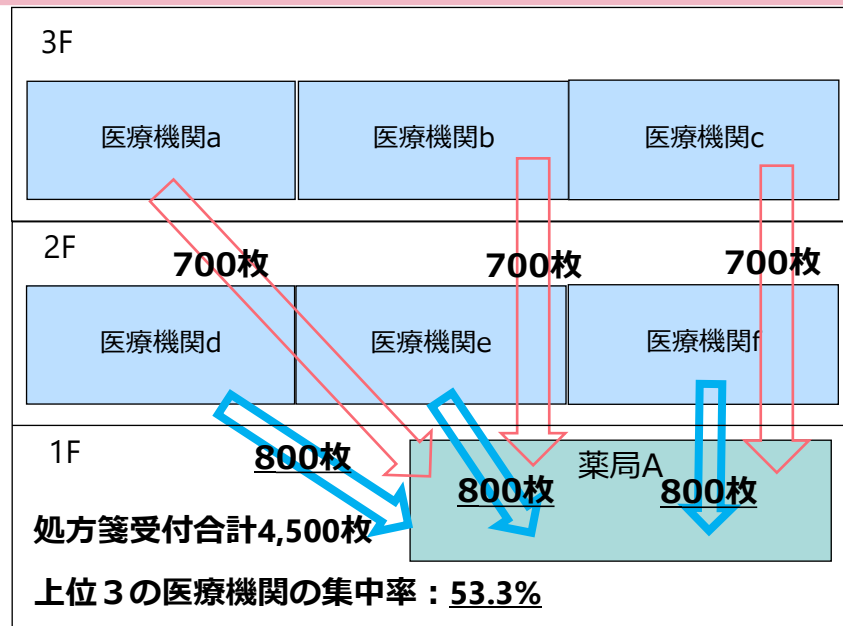 3F
医療機関a
医療機関b
医療機関c
2F
700枚
700枚
700枚
医療機関d
医療機関e
医療機関f
1F
800枚
薬局A
800枚
800枚
処方箋受付合計4,500枚
上位３の医療機関の集中率：53.3%